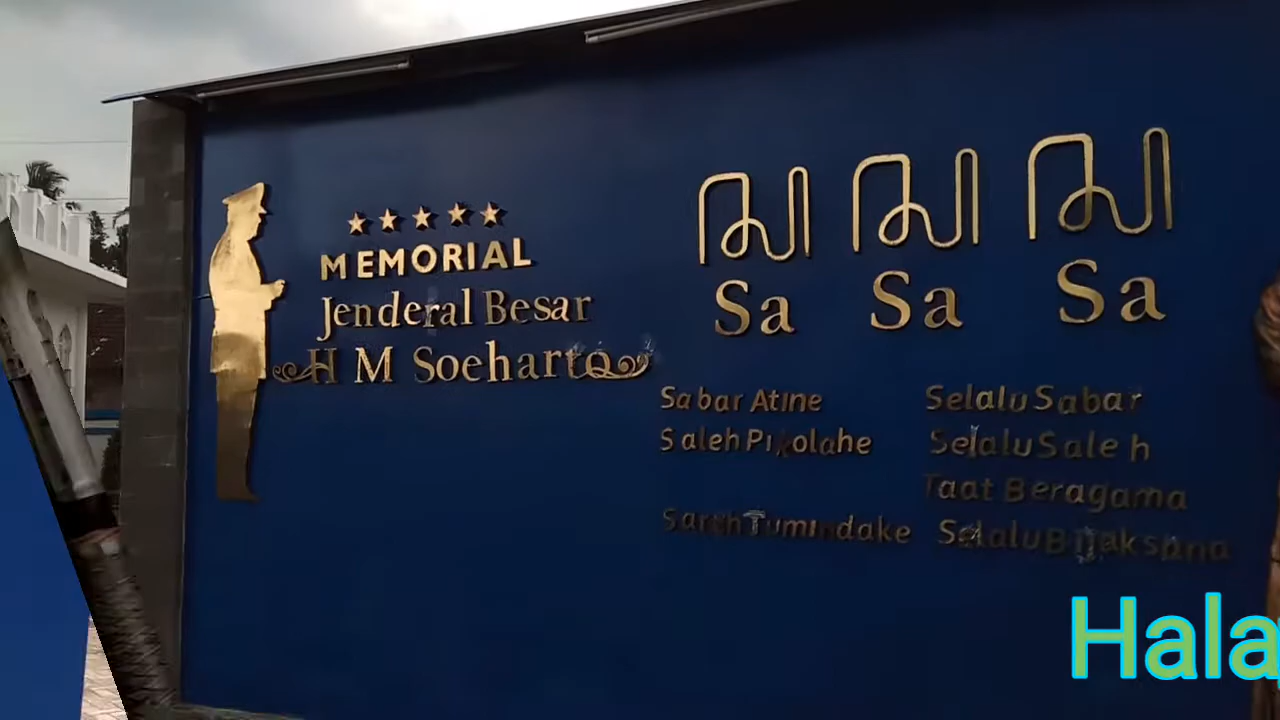 MEMORIAL
Jenderal Besar
H M Soeharto
ꦱ ꦱ ꦱ
Sa Sa Sa
Sabar Atine Selalu Sabar
Saleh Pikolahe Selalu Saleh
Taat Beragama
Sareh Tumindake Selalu Bijaksana
Hala